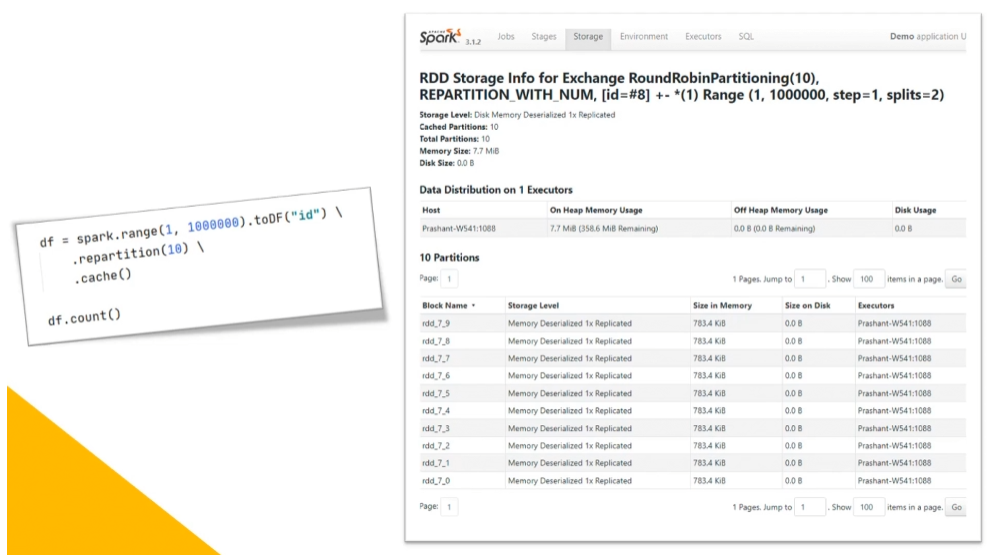 df = spark.range(1, 1000000).toDF("id") \
.repartition(10) \
.cache()
df.count()
APACHE
Spark 3.1.2 Jobs Stages Storage Environment Executors SQL Demo application U
RDD Storage Info for Exchange RoundRobinPartitioning(10),
REPARTITION_WITH_NUM, [id=#8] +- *(1) Range (1, 1000000, step=1, splits=2)
Storage Level: Disk Memory Deserialized 1x Replicated
Cached Partitions: 10
Total Partitions: 10
Memory Size: 7.7 MiB
Disk Size: 0.0 B
Data Distribution on 1 Executors
Host On Heap Memory Usage Off Heap Memory Usage Disk Usage
Prashant-W541:1088 7.7 MiB (358.6 MiB Remaining) 0.0 B (0.0 B Remaining) 0.0 B
10 Partitions
Page: 1 1 Pages. Jump to 1 . Show 100 items in a page. Go
Block Name Storage Level Size in Memory Size on Disk Executors
rdd_7_9 Memory Deserialized 1x Replicated 783.4 KiB 0.0 B Prashant-W541:1088
rdd_7_8 Memory Deserialized 1x Replicated 783.4 KiB 0.0 B Prashant-W541:1088
rdd_7_7 Memory Deserialized 1x Replicated 783.4 KiB 0.0 B Prashant-W541:1088
rdd_7_6 Memory Deserialized 1x Replicated 783.4 KiB 0.0 B Prashant-W541:1088
rdd_7_5 Memory Deserialized 1x Replicated 783.4 KiB 0.0 B Prashant-W541:1088
rdd_7_4 Memory Deserialized 1x Replicated 783.4 KiB 0.0 B Prashant-W541:1088
rdd_7_3 Memory Deserialized 1x Replicated 783.4 KiB 0.0 B Prashant-W541:1088
rdd_7_2 Memory Deserialized 1x Replicated 783.4 KiB 0.0 B Prashant-W541:1088
rdd_7_1 Memory Deserialized 1x Replicated 783.4 KiB 0.0 B Prashant-W541:1088
rdd_7_0 Memory Deserialized 1x Replicated 783.4 KiB 0.0 B Prashant-W541:1088
Page: 1 1 Pages. Jump to 1 . Show 100 items in a page. Go